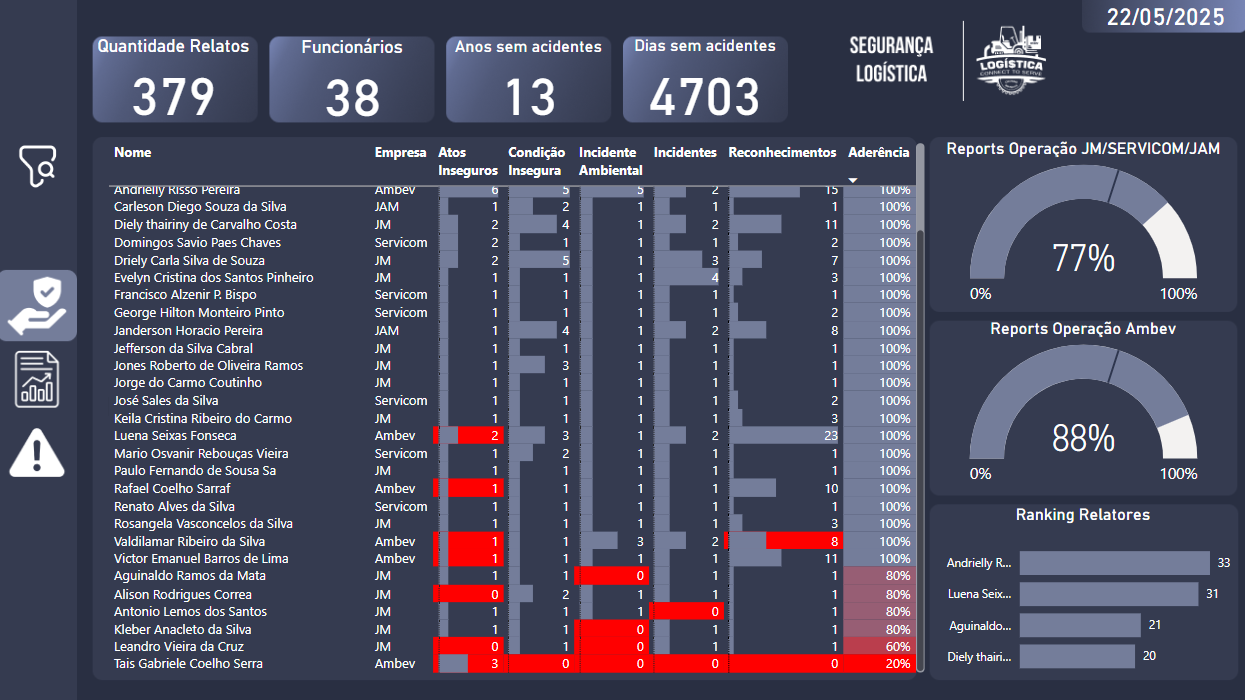 22/05/2025
Quantidade Relatos
379
Funcionários
38
Anos sem acidentes
13
Dias sem acidentes
4703
SEGURANÇA
LOGÍSTICA
LOGÍSTICA
CONNECT TO SERVE
Nome Empresa Atos Inseguros Condição Insegura Incidente Ambiental Incidentes Reconhecimentos Aderência
Andrielly Risso Pereira Ambev 6 5 5 2 15 100%
Carleson Diego Souza da Silva JAM 1 2 1 1 1 100%
Diely thairiny de Carvalho Costa JM 2 4 1 2 11 100%
Domingos Savio Paes Chaves Servicom 2 1 1 1 2 100%
Driely Carla Silva de Souza JM 2 5 1 3 7 100%
Evelyn Cristina dos Santos Pinheiro JM 1 1 1 4 3 100%
Francisco Alzenir P. Bispo Servicom 1 1 1 1 1 100%
George Hilton Monteiro Pinto Servicom 1 1 1 1 2 100%
Janderson Horacio Pereira JAM 1 4 1 2 8 100%
Jefferson da Silva Cabral JM 1 1 1 1 1 100%
Jones Roberto de Oliveira Ramos JM 1 3 1 1 1 100%
Jorge do Carmo Coutinho JM 1 1 1 1 1 100%
José Sales da Silva Servicom 1 1 1 1 2 100%
Keila Cristina Ribeiro do Carmo JM 1 1 1 1 3 100%
Luena Seixas Fonseca Ambev 2 3 1 2 23 100%
Mario Osvanir Rebouças Vieira Servicom 1 2 1 1 1 100%
Paulo Fernando de Sousa Sa JM 1 1 1 1 1 100%
Rafael Coelho Sarraf Ambev 1 1 1 1 10 100%
Renato Alves da Silva Servicom 1 1 1 1 1 100%
Rosangela Vasconcelos da Silva JM 1 1 1 1 3 100%
Valdilamar Ribeiro da Silva Ambev 1 1 3 2 8 100%
Victor Emanuel Barros de Lima Ambev 1 1 1 1 11 100%
Aguinaldo Ramos da Mata JM 1 1 0 1 1 80%
Alison Rodrigues Correa JM 0 2 1 1 1 80%
Antonio Lemos dos Santos JM 1 1 1 0 1 80%
Kleber Anacleto da Silva JM 1 1 0 1 1 80%
Leandro Vieira da Cruz JM 0 1 0 1 1 60%
Tais Gabriele Coelho Serra Ambev 3 0 0 0 0 20%
Reports Operação JM/SERVICOM/JAM
77%
0% 100%
Reports Operação Ambev
88%
0% 100%
Ranking Relatores
Andrielly R... 33
Luena Seix... 31
Aguinaldo... 21
Diely thairi... 20